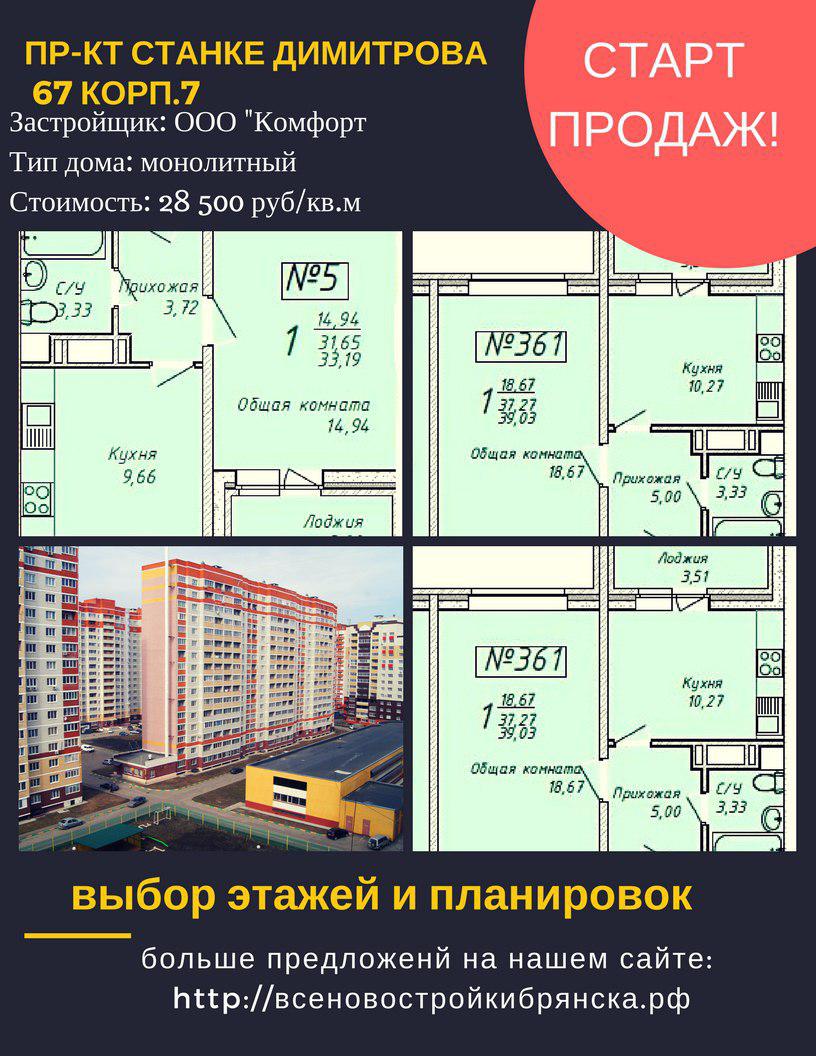 ПР-КТ СТАНКЕ ДИМИТРОВА
67 КОРП.7
СТАРТ
ПРОДАЖ!
Застройщик: ООО "Комфорт
Тип дома: монолитный
Стоимость: 28 500 руб/кв.м
С/У
3,33
Прихожая
3,72
№5
1
14,94
31,65
33,19
Общая комната
14,94
Кухня
9,66
Лоджия
№361
1
18.67
37,27
39,03
Кухня
10,27
Общая комната
18,67
Прихожая
5,00
С/У
3,33
Лоджия
3,51
№361
1
18.67
37,27
39,03
Кухня
10,27
Общая комната
18,67
Прихожая
5,00
С/У
3,33
выбор этажей и планировок
больше предложенй на нашем сайте:
http://всеновостройкибрянска.рф